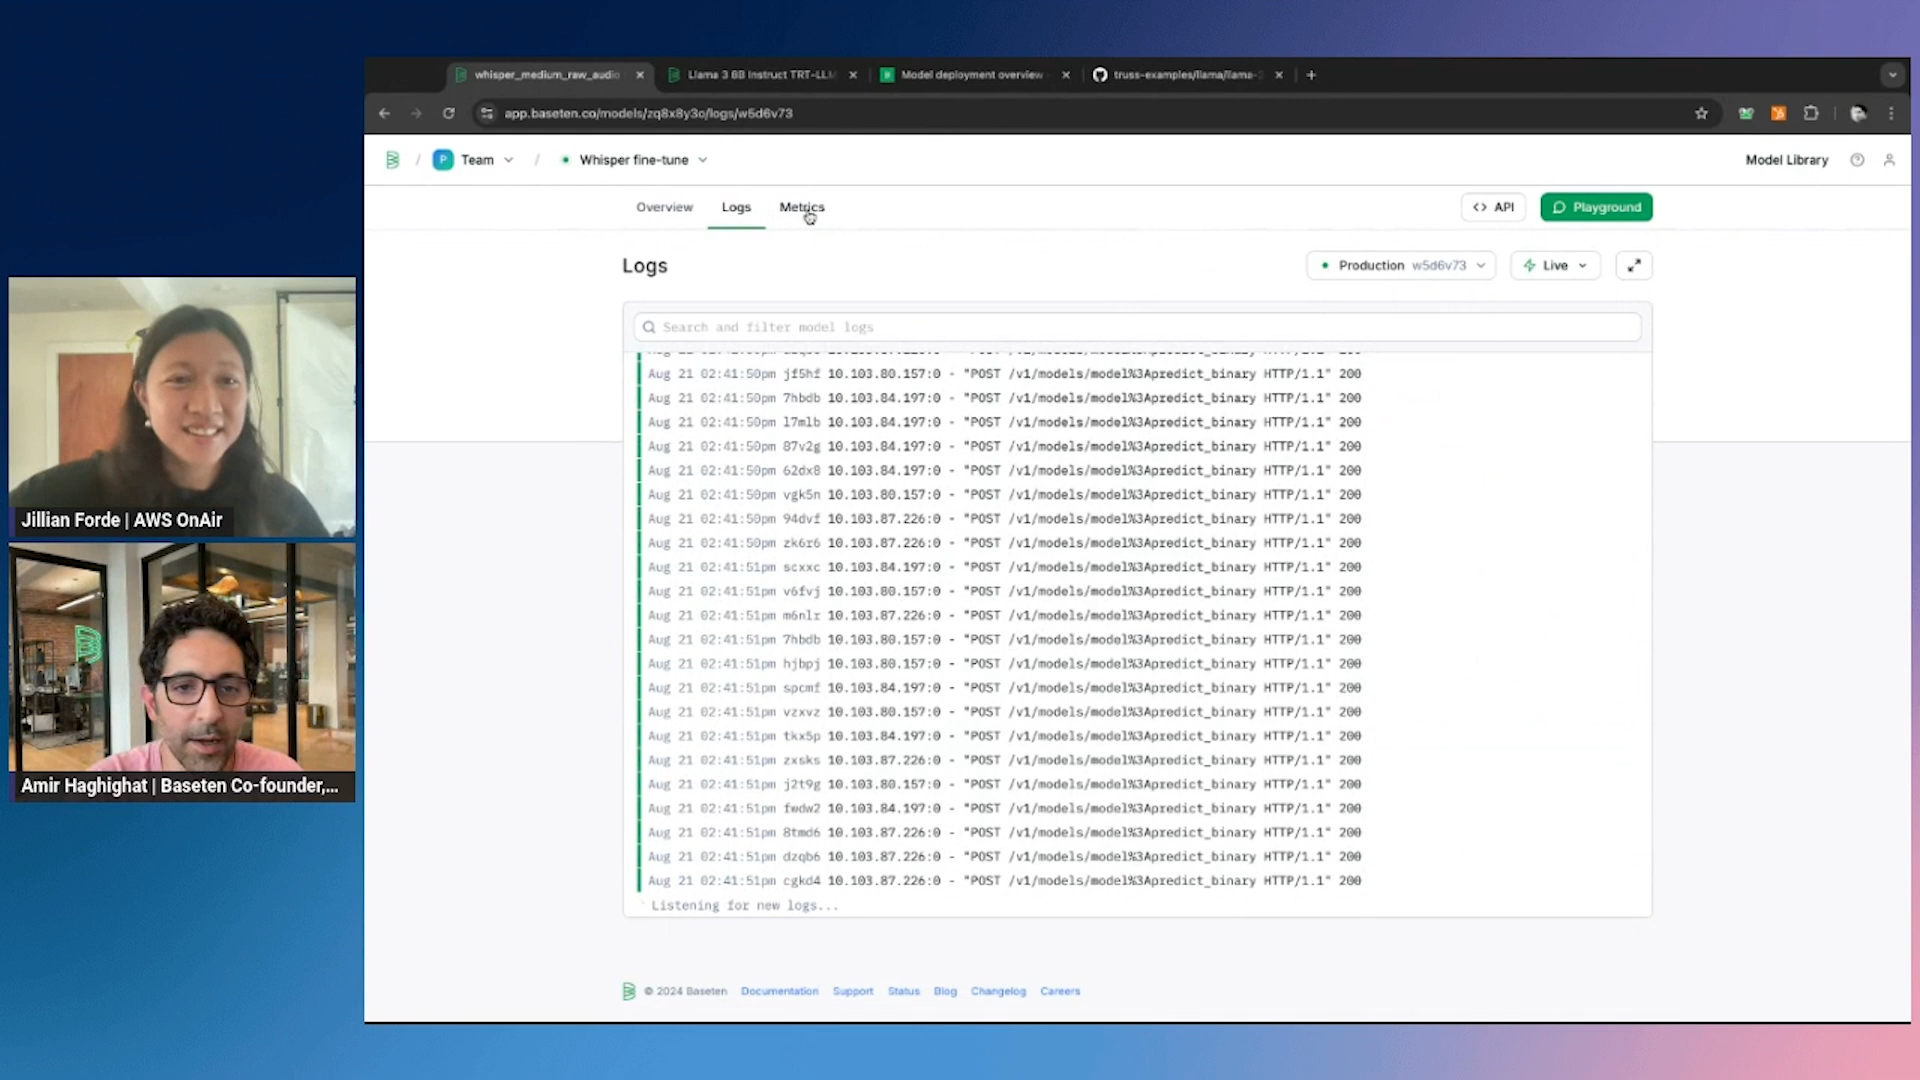 whisper_medium_raw_audio
Llama 3 8B Instruct TRT-LLM
Model deployment overview
truss-examples/llama/llama-3
app.baseten.co/models/zq8x8y3o/logs/w5d6v73
/ P Team / Whisper fine-tune
Model Library
Overview Logs Metrics
<> API
Playground
Logs
Production w5d6v73
Live
Search and filter model logs
Aug 21 02:41:50pm jf5hf 10.103.80.157:0 - "POST /v1/models/model%3Apredict_binary HTTP/1.1" 200
Aug 21 02:41:50pm 7hbdb 10.103.84.197:0 - "POST /v1/models/model%3Apredict_binary HTTP/1.1" 200
Aug 21 02:41:50pm l7mlb 10.103.84.197:0 - "POST /v1/models/model%3Apredict_binary HTTP/1.1" 200
Aug 21 02:41:50pm 87v2g 10.103.84.197:0 - "POST /v1/models/model%3Apredict_binary HTTP/1.1" 200
Aug 21 02:41:50pm 62dx8 10.103.84.197:0 - "POST /v1/models/model%3Apredict_binary HTTP/1.1" 200
Aug 21 02:41:50pm vgk5n 10.103.80.157:0 - "POST /v1/models/model%3Apredict_binary HTTP/1.1" 200
Aug 21 02:41:50pm 94dvf 10.103.87.226:0 - "POST /v1/models/model%3Apredict_binary HTTP/1.1" 200
Aug 21 02:41:50pm zk6r6 10.103.87.226:0 - "POST /v1/models/model%3Apredict_binary HTTP/1.1" 200
Aug 21 02:41:51pm scxxc 10.103.84.197:0 - "POST /v1/models/model%3Apredict_binary HTTP/1.1" 200
Aug 21 02:41:51pm v6fvj 10.103.80.157:0 - "POST /v1/models/model%3Apredict_binary HTTP/1.1" 200
Aug 21 02:41:51pm m6nlr 10.103.87.226:0 - "POST /v1/models/model%3Apredict_binary HTTP/1.1" 200
Aug 21 02:41:51pm 7hbdb 10.103.80.157:0 - "POST /v1/models/model%3Apredict_binary HTTP/1.1" 200
Aug 21 02:41:51pm hjbpj 10.103.80.157:0 - "POST /v1/models/model%3Apredict_binary HTTP/1.1" 200
Aug 21 02:41:51pm spcmf 10.103.84.197:0 - "POST /v1/models/model%3Apredict_binary HTTP/1.1" 200
Aug 21 02:41:51pm vzxvz 10.103.80.157:0 - "POST /v1/models/model%3Apredict_binary HTTP/1.1" 200
Aug 21 02:41:51pm tkx5p 10.103.84.197:0 - "POST /v1/models/model%3Apredict_binary HTTP/1.1" 200
Aug 21 02:41:51pm zxsks 10.103.87.226:0 - "POST /v1/models/model%3Apredict_binary HTTP/1.1" 200
Aug 21 02:41:51pm j2t9g 10.103.80.157:0 - "POST /v1/models/model%3Apredict_binary HTTP/1.1" 200
Aug 21 02:41:51pm fwdw2 10.103.84.197:0 - "POST /v1/models/model%3Apredict_binary HTTP/1.1" 200
Aug 21 02:41:51pm 8tmd6 10.103.87.226:0 - "POST /v1/models/model%3Apredict_binary HTTP/1.1" 200
Aug 21 02:41:51pm dzqb6 10.103.87.226:0 - "POST /v1/models/model%3Apredict_binary HTTP/1.1" 200
Aug 21 02:41:51pm cgkd4 10.103.87.226:0 - "POST /v1/models/model%3Apredict_binary HTTP/1.1" 200
Listening for new logs...
© 2024 Baseten Documentation Support Status Blog Changelog Careers
Jillian Forde | AWS OnAir
Amir Haghighat | Baseten Co-founder,...